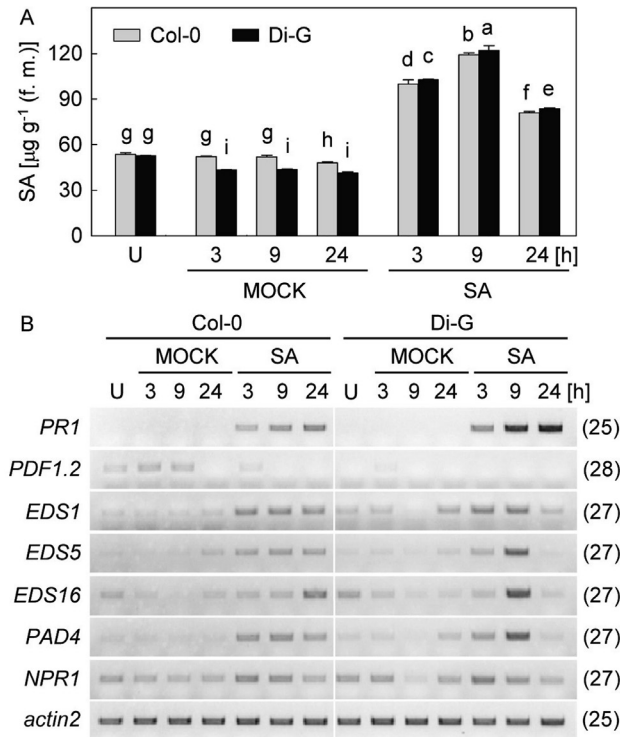 A
SA [µg g⁻¹ (f. m.)]
120
90
60
30
0
Col-0 Di-G
g g g i g i h i d c b a f e
U 3 9 24 3 9 24 [h]
MOCK SA
B
Col-0 Di-G
MOCK SA MOCK SA
U 3 9 24 3 9 24 U 3 9 24 3 9 24 [h]
PR1 (25)
PDF1.2 (28)
EDS1 (27)
EDS5 (27)
EDS16 (27)
PAD4 (27)
NPR1 (27)
actin2 (25)